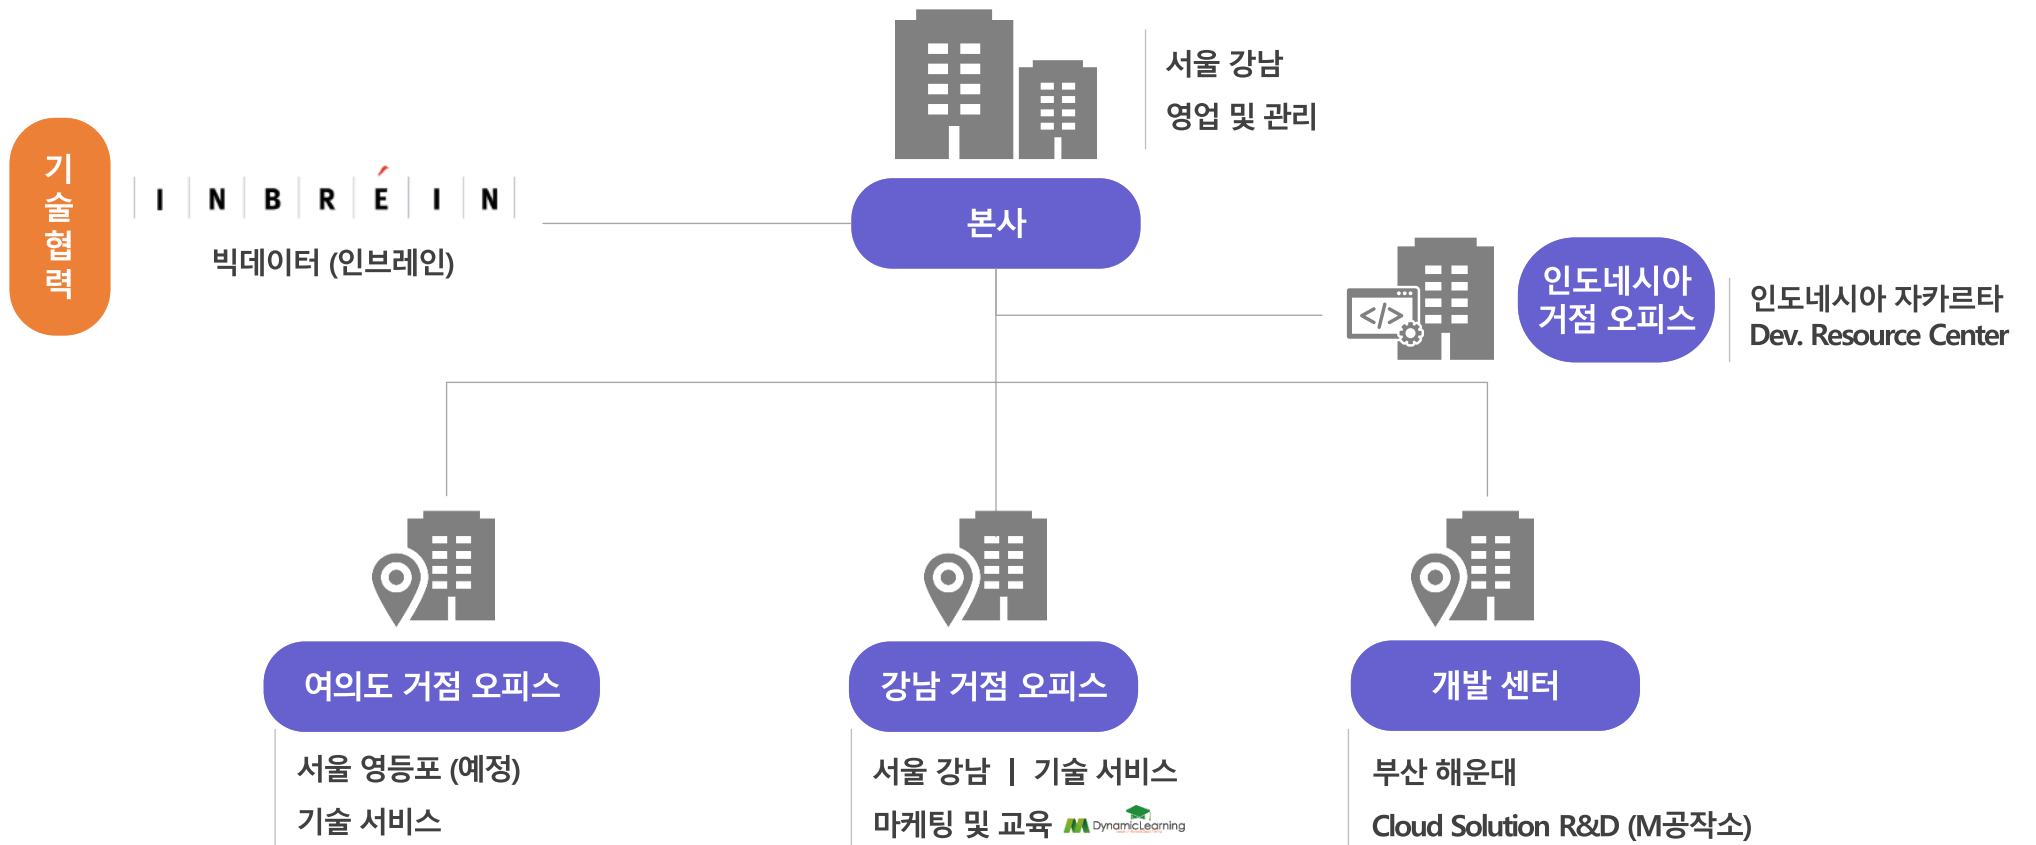 서울 강남
영업 및 관리
기술협력
INBRÉIN
빅데이터 (인브레인)
본사
인도네시아
거점 오피스
인도네시아 자카르타
Dev. Resource Center
</>
여의도 거점 오피스
서울 영등포 (예정)
기술 서비스
강남 거점 오피스
서울 강남 | 기술 서비스
마케팅 및 교육 DynamicLearning
개발 센터
부산 해운대
Cloud Solution R&D (M공작소)